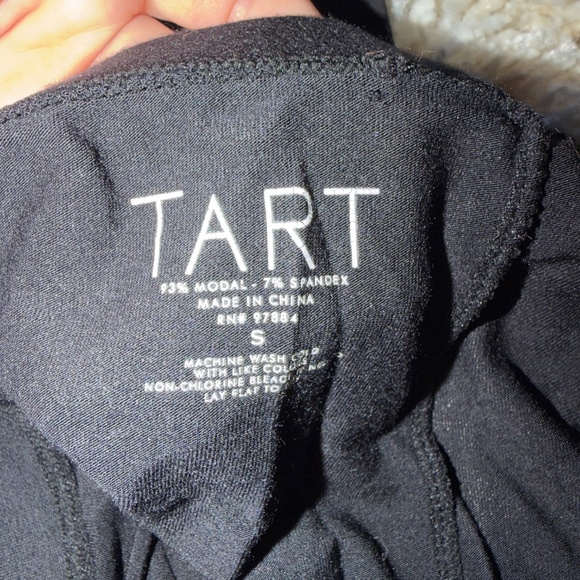 TART
93% MODAL - 7% SPANDEX
MADE IN CHINA
RN# 97884
S
MACHINE WASH COLD
WITH LIKE
NON-CHLORINE
LAY FLAT TO